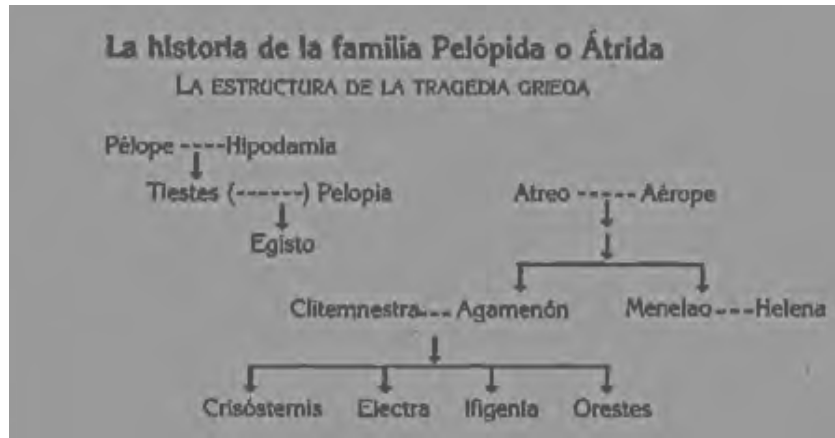 La historia de la familia Pelópida o Átrida
LA ESTRUCTURA DE LA TRAGEDIA GRIEGA
Pélope ----Hipodamia
Tiestes (------) Pelopia
Atreo ----- Aérope
Egisto
Clitemnestra--- Agamenón
Menelao---Helena
Crisóstemis Electra Ifigenia Orestes